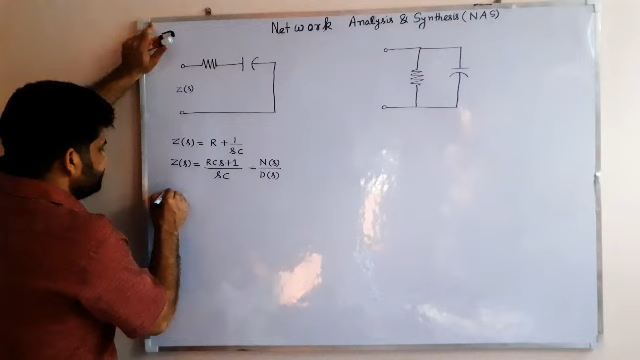 Network Analysis & Synthesis (NAS)
Z(s)
Z(s) = R + 1/sC
Z(s) = RCs+1/sC - N(s)/D(s)